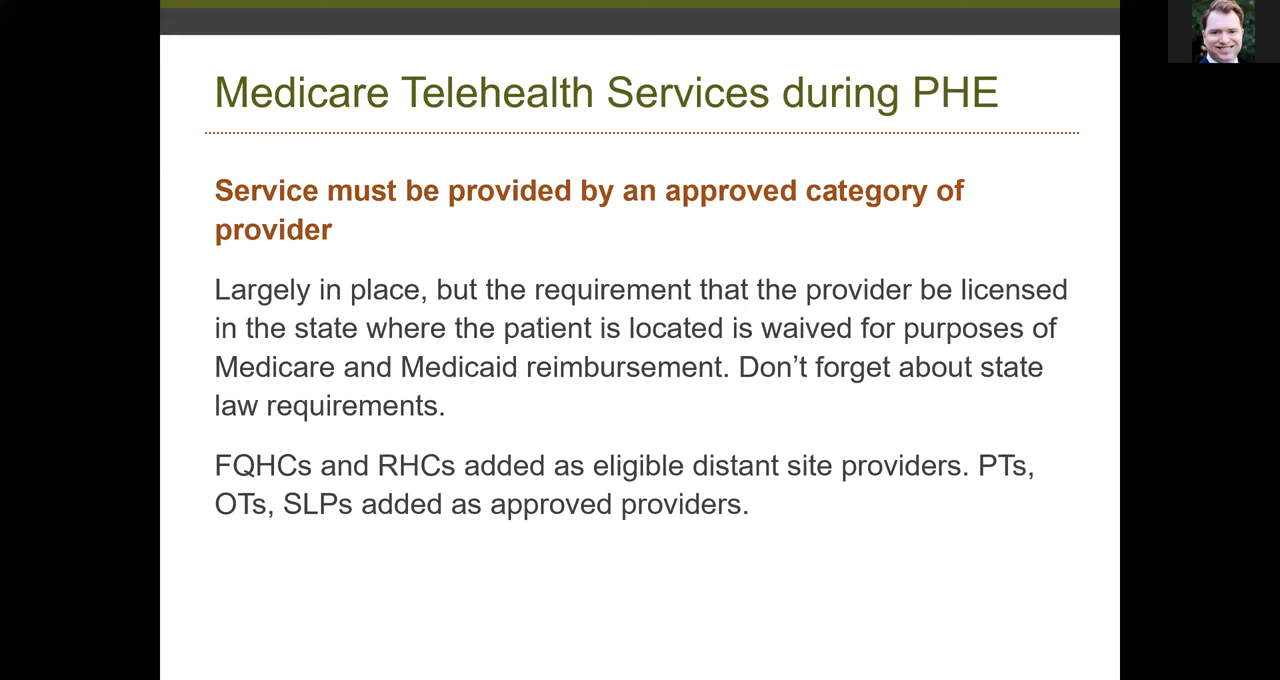 Medicare Telehealth Services during PHE
Service must be provided by an approved category of
provider
Largely in place, but the requirement that the provider be licensed
in the state where the patient is located is waived for purposes of
Medicare and Medicaid reimbursement. Don’t forget about state
law requirements.
FQHCs and RHCs added as eligible distant site providers. PTs,
OTs, SLPs added as approved providers.